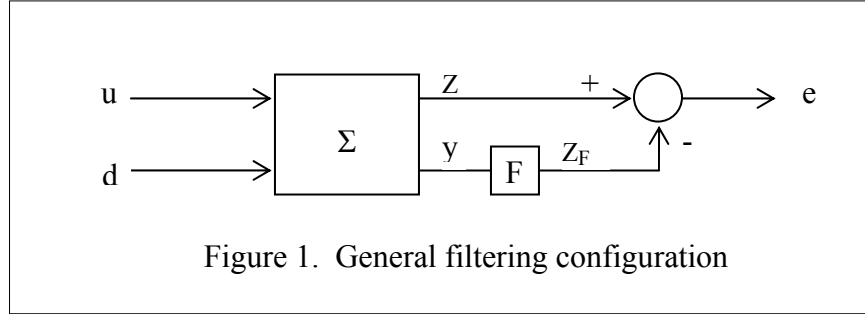 u
z
+
e
Σ
d
y
F
z_F
-
Figure 1. General filtering configuration